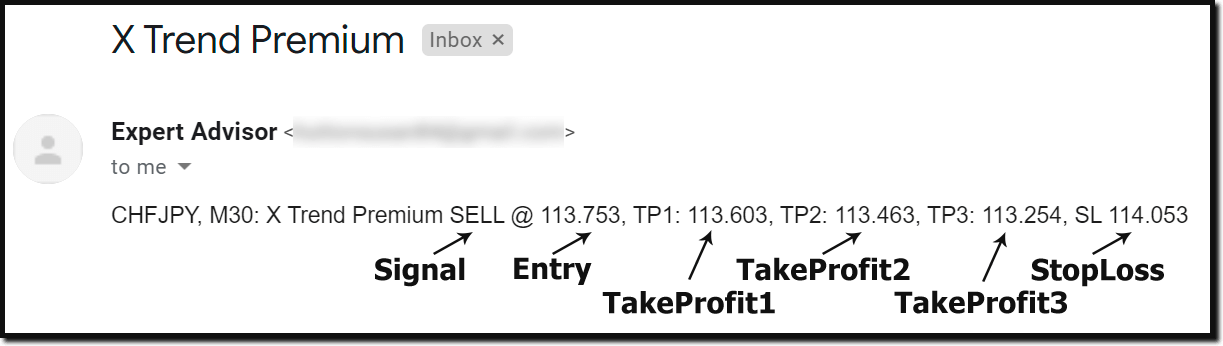 X Trend Premium Inbox ×
Expert Advisor < >
to me
CHFJPY, M30: X Trend Premium SELL @ 113.753, TP1: 113.603, TP2: 113.463, TP3: 113.254, SL 114.053
Signal Entry TakeProfit2 StopLoss
TakeProfit1 TakeProfit3